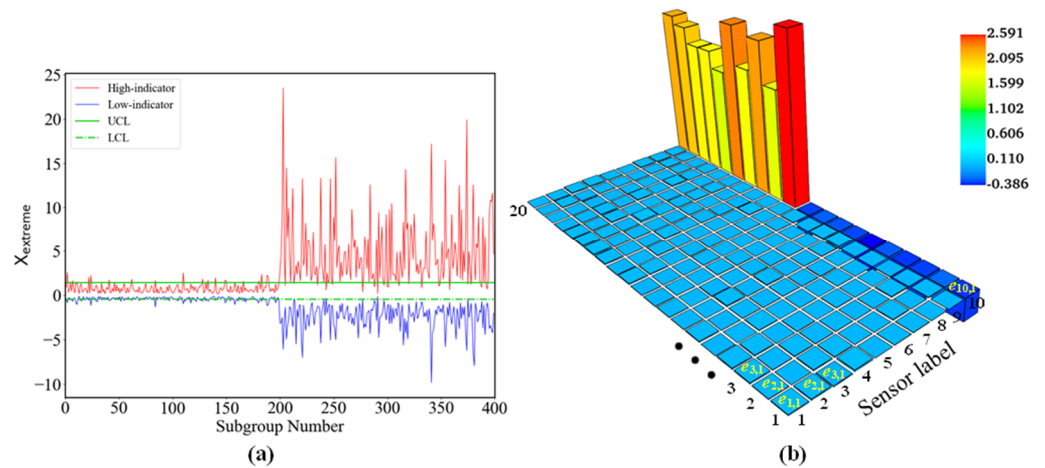 25
20
15
10
5
0
−5
−10
0 50 100 150 200 250 300 350 400
X_extreme
Subgroup Number
High-indicator
Low-indicator
UCL
LCL
(a)
2.591
2.095
1.599
1.102
0.606
0.110
-0.386
20
3
2
1
e3,1
e2,1
e1,1
e2,1
e3,1
e10,1
1 2 3 4 5 6 7 8 9 10
Sensor label
(b)